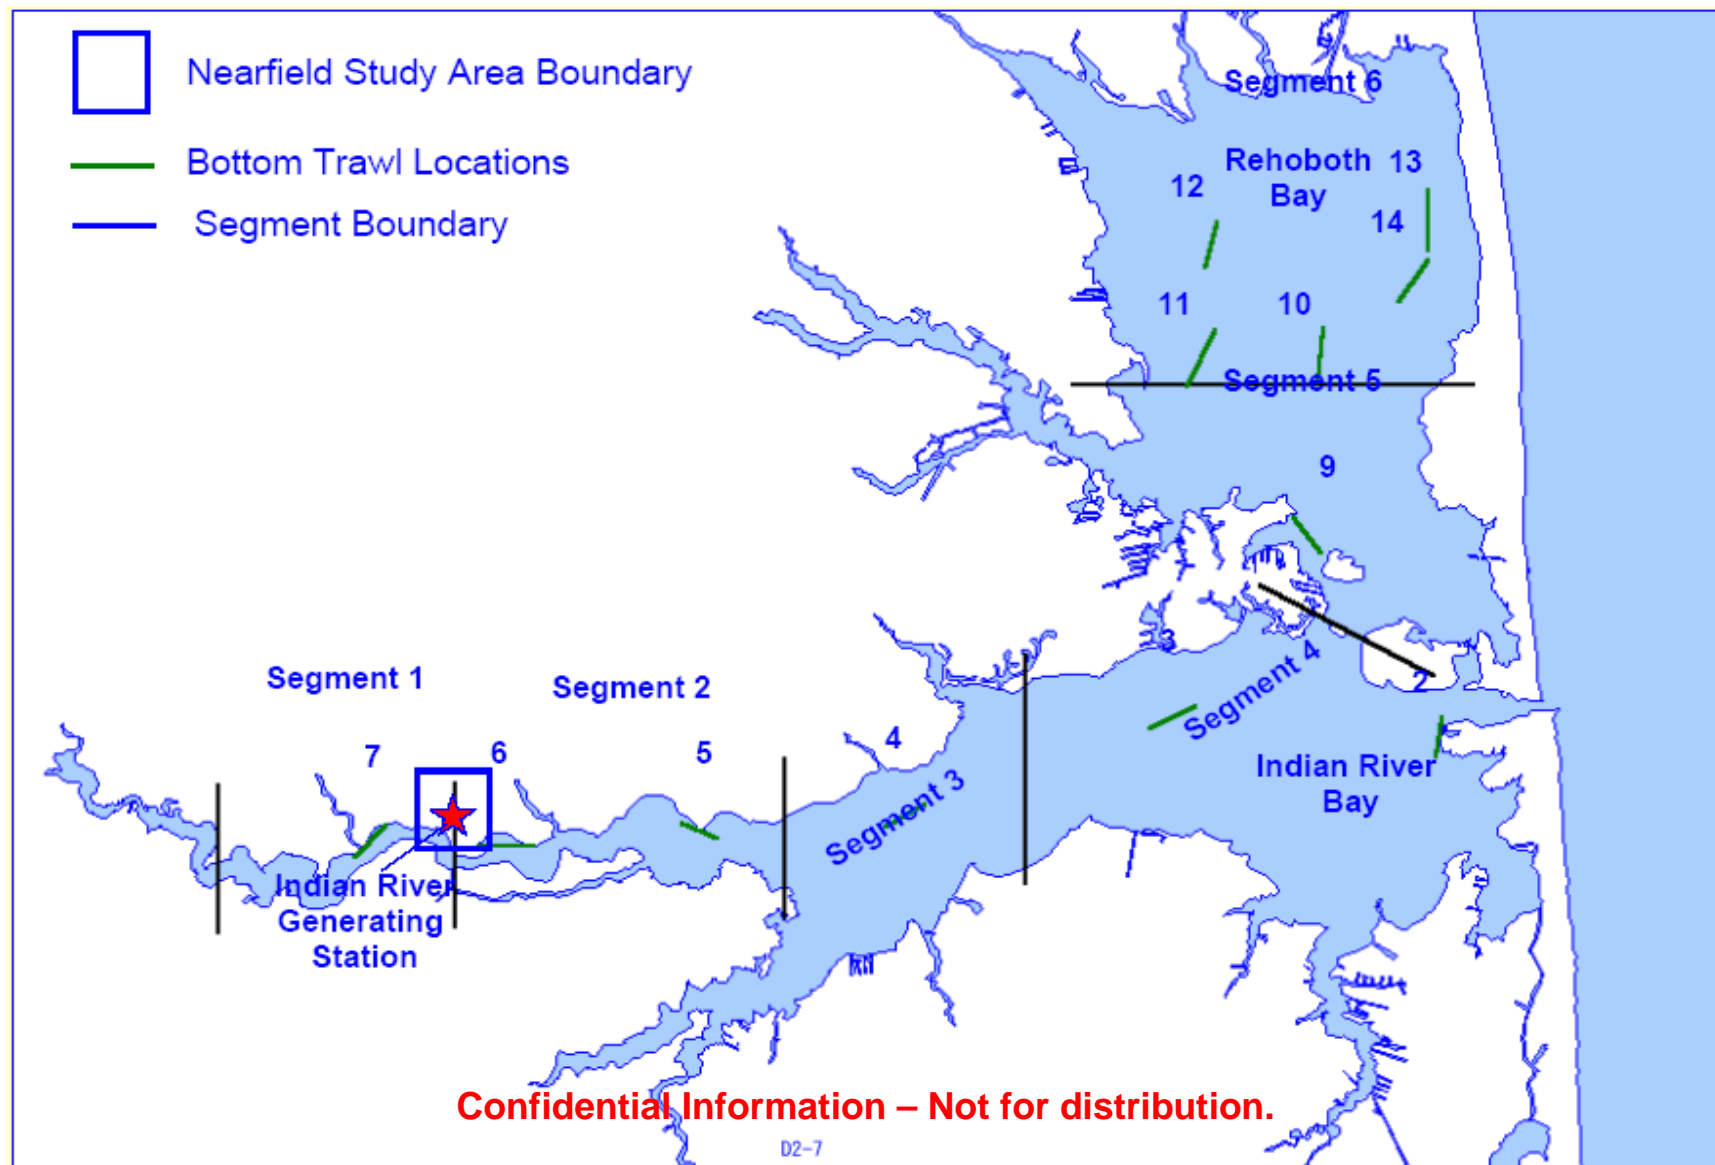 Nearfield Study Area Boundary
Bottom Trawl Locations
Segment Boundary
Segment 6
Rehoboth
Bay
13
12
14
11
10
Segment 5
9
3
Segment 4
2
Indian River
Bay
Segment 1
Segment 2
7
6
5
4
Segment 3
Indian River
Generating
Station
Confidential Information – Not for distribution.
D2-7